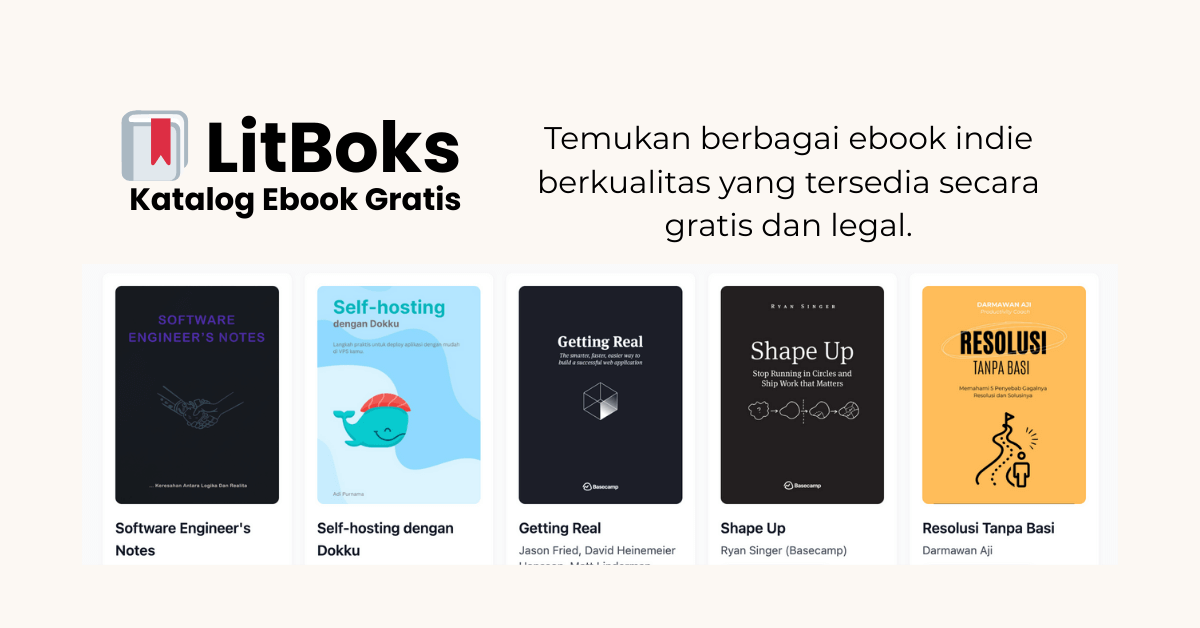 LitBoks
Katalog Ebook Gratis
Temukan berbagai ebook indie
berkualitas yang tersedia secara
gratis dan legal.
SOFTWARE
ENGINEER'S NOTES
... Keresahan Antara Logika Dan Realita
Software Engineer's
Notes
Self-hosting
dengan Dokku
Langkah praktis untuk deploy aplikasi dengan mudah
di VPS kamu.
Adi Purnama
Self-hosting dengan
Dokku
Getting Real
The smarter, faster, easier way to
build a successful web application
Basecamp
Getting Real
Jason Fried, David Heinemeier
RYAN SINGER
Shape Up
Stop Running in Circles and
Ship Work that Matters
?
Basecamp
Shape Up
Ryan Singer (Basecamp)
DARMAWAN AJI
Productivity Coach
RESOLUSI
TANPA BASI
Memahami 5 Penyebab Gagalnya
Resolusi dan Solusinya
Resolusi Tanpa Basi
Darmawan Aji